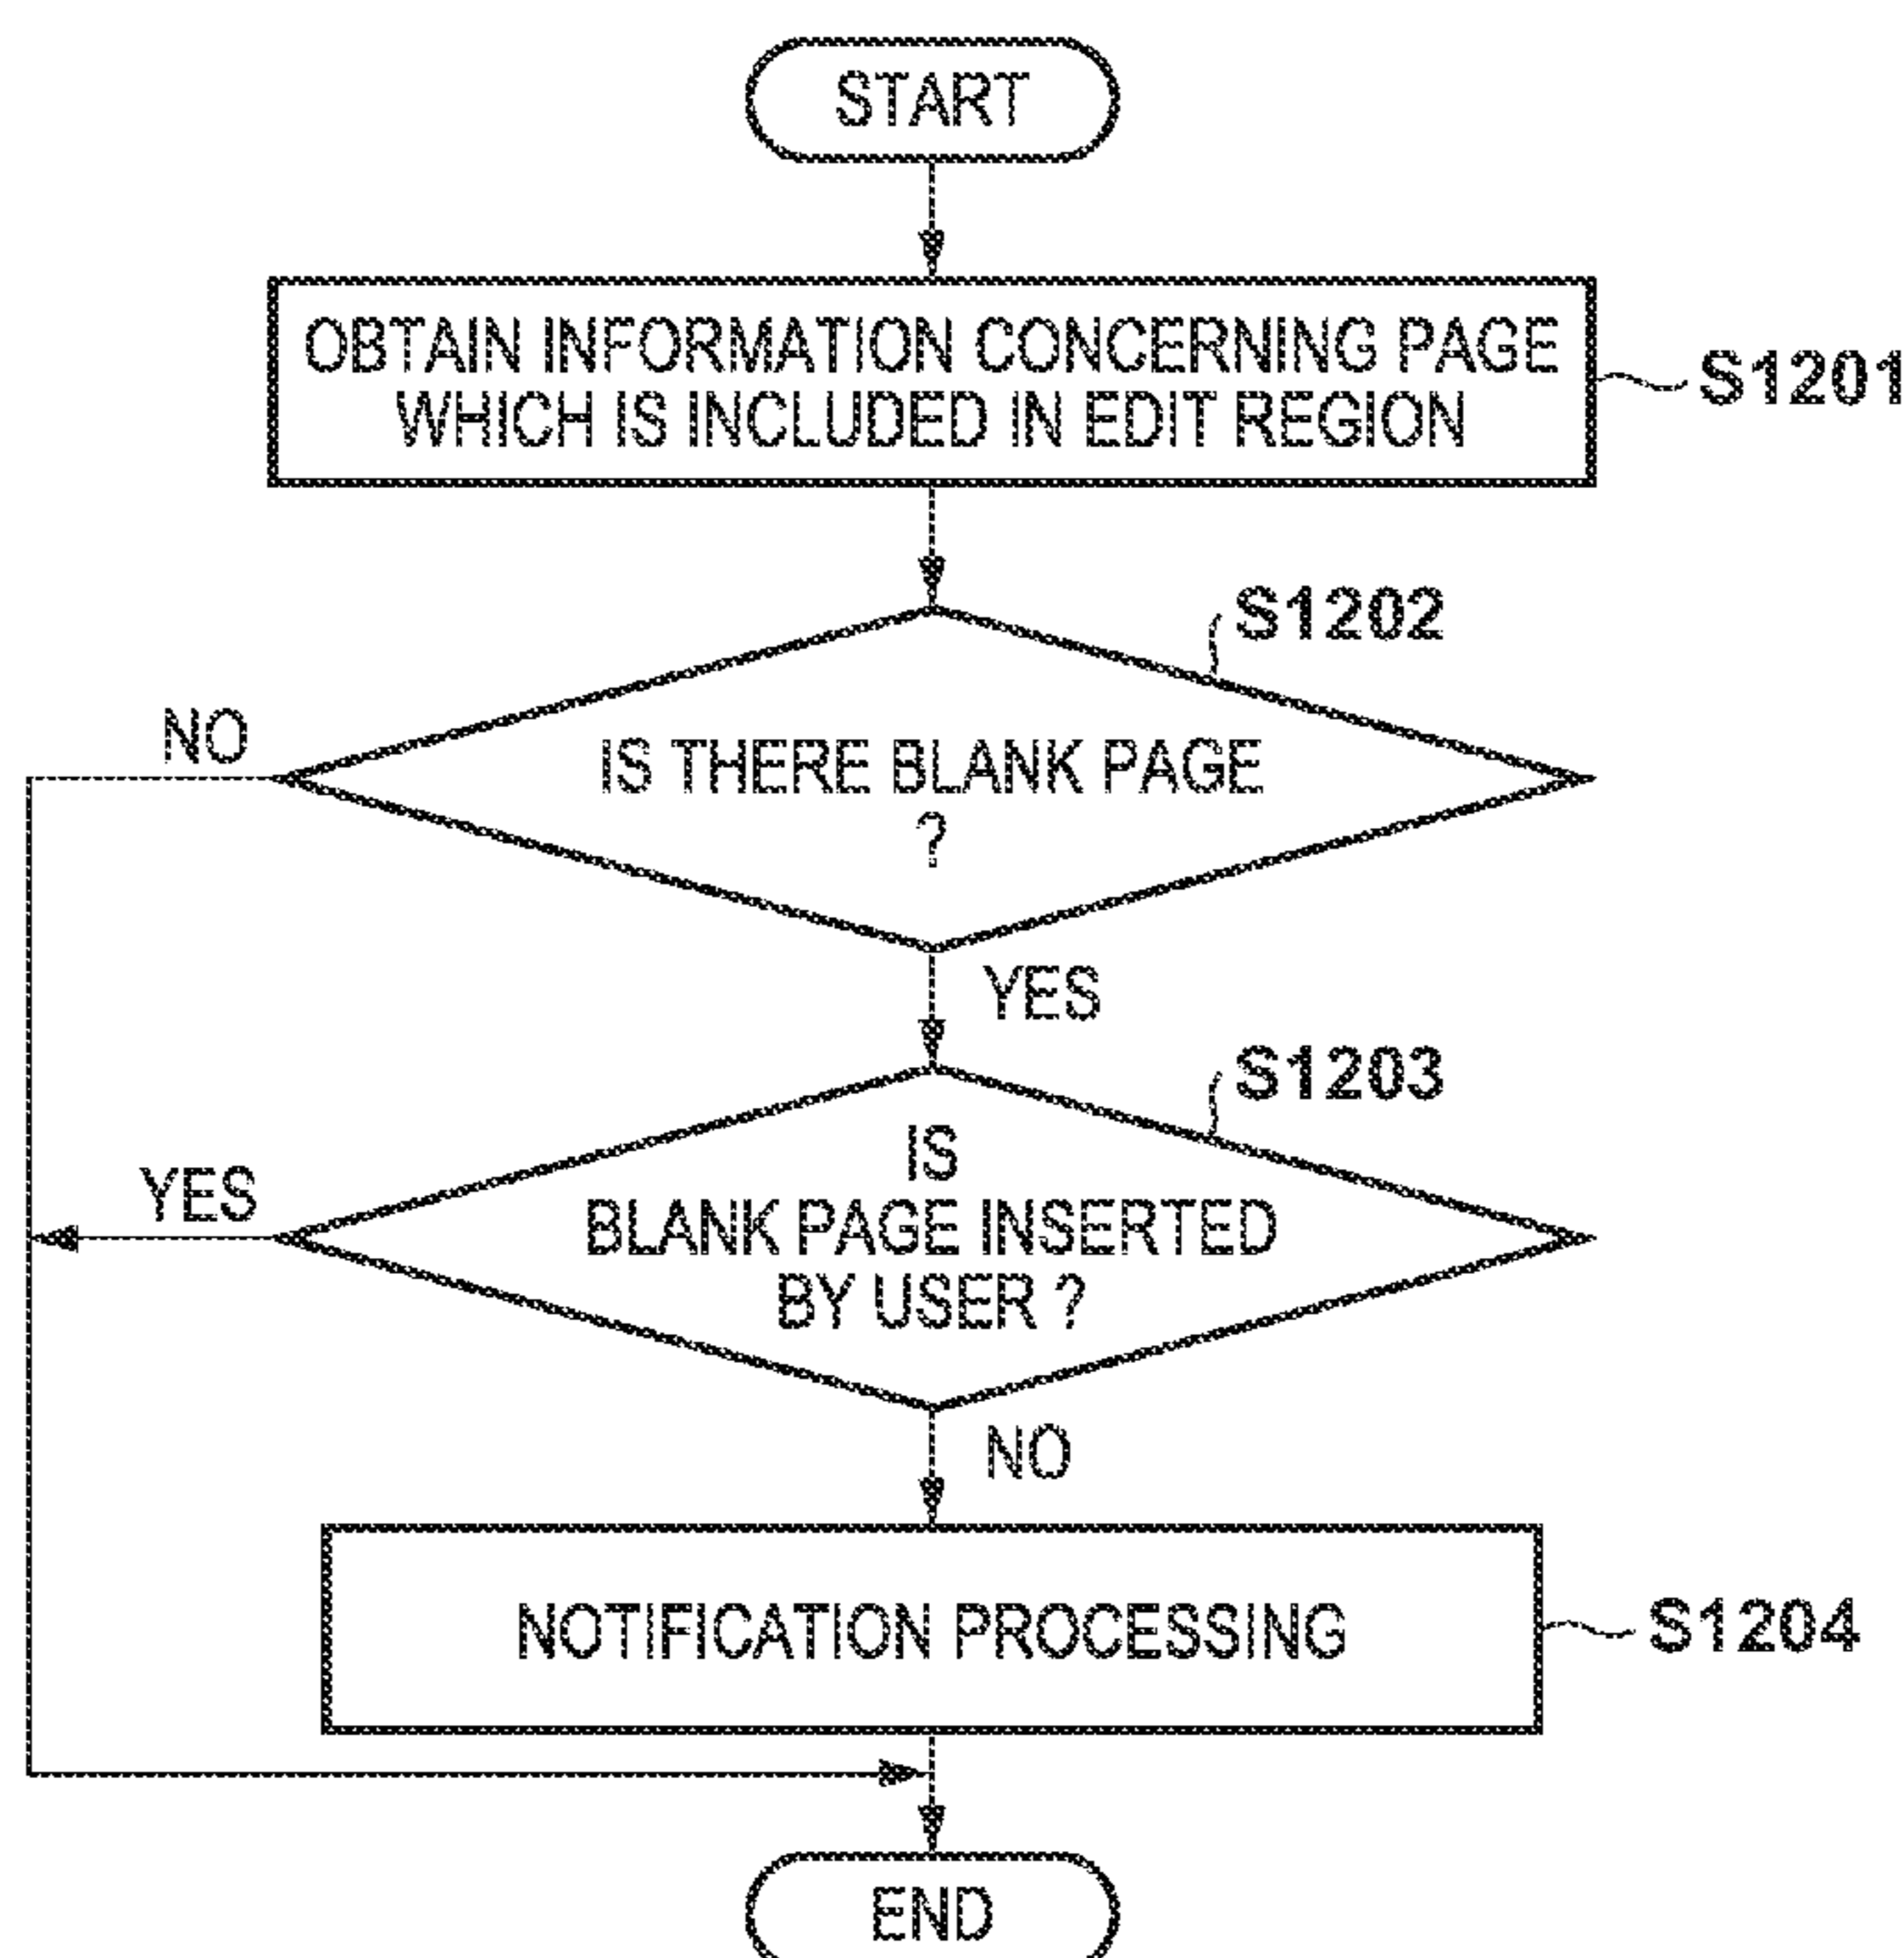 START
OBTAIN INFORMATION CONCERNING PAGE
WHICH IS INCLUDED IN EDIT REGION
S1201
S1202
NO
IS THERE BLANK PAGE
?
YES
S1203
YES
IS
BLANK PAGE INSERTED
BY USER ?
NO
NOTIFICATION PROCESSING
S1204
END